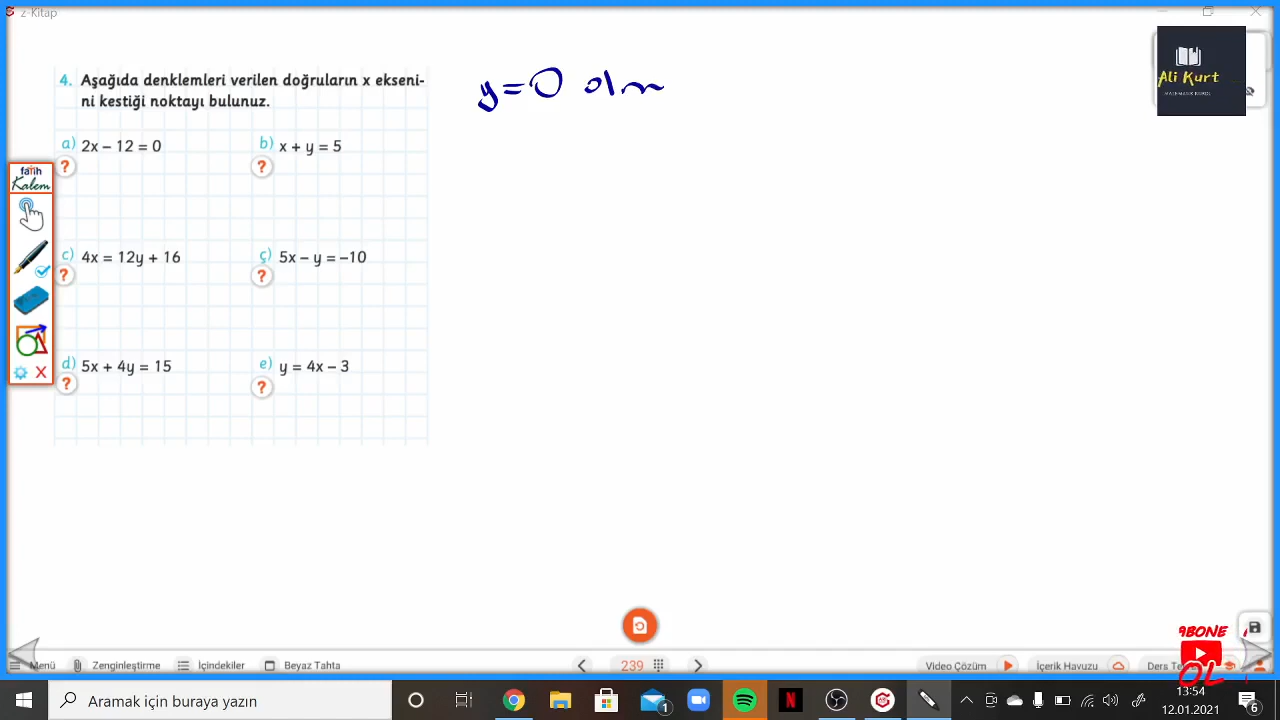 z-Kitap
4. Aşağıda denklemleri verilen doğruların x ekseni-
ni kestiği noktayı bulunuz.
y=0 olm
Ali Kurt
a) 2x – 12 = 0
b) x + y = 5
?
?
fatih
Kalem
c) 4x = 12y + 16
ç) 5x – y = –10
?
?
d) 5x + 4y = 15
e) y = 4x – 3
?
?
ABONE
OL
Menü
Zenginleştirme
İçindekiler
Beyaz Tahta
239
Video Çözüm
İçerik Havuzu
Aramak için buraya yazın
1
13:54
12.01.2021
6